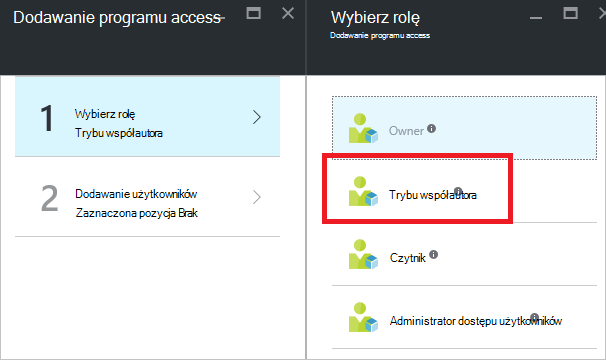 Dodawanie programu access
1
Wybierz rolę
Trybu współautora
2
Dodawanie użytkowników
Zaznaczona pozycja Brak
Wybierz rolę
Dodawanie programu access
Owner
Trybu współautora
Czytnik
Administrator dostępu użytkowników